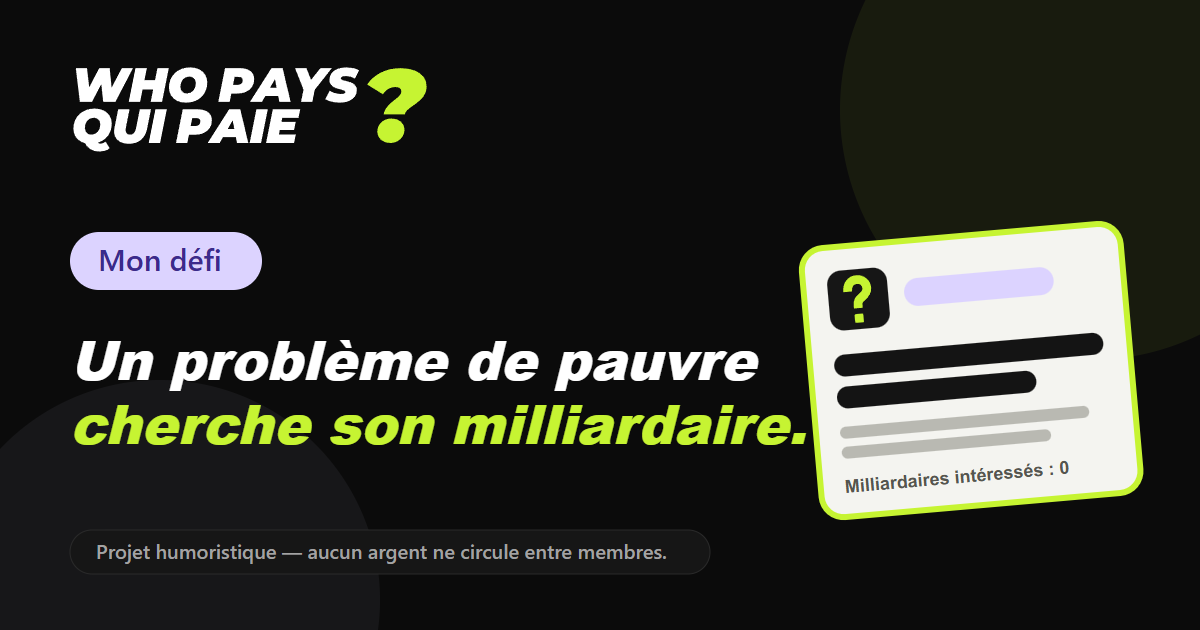 WHO PAYS
QUI PAIE ?
Mon défi
Un problème de pauvre
cherche son milliardaire.
?
Milliardaires intéressés : 0
Projet humoristique — aucun argent ne circule entre membres.